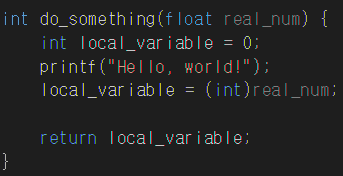 int do_something(float real_num) {
    int local_variable = 0;
    printf("Hello, world!");
    local_variable = (int)real_num;

    return local_variable;
}